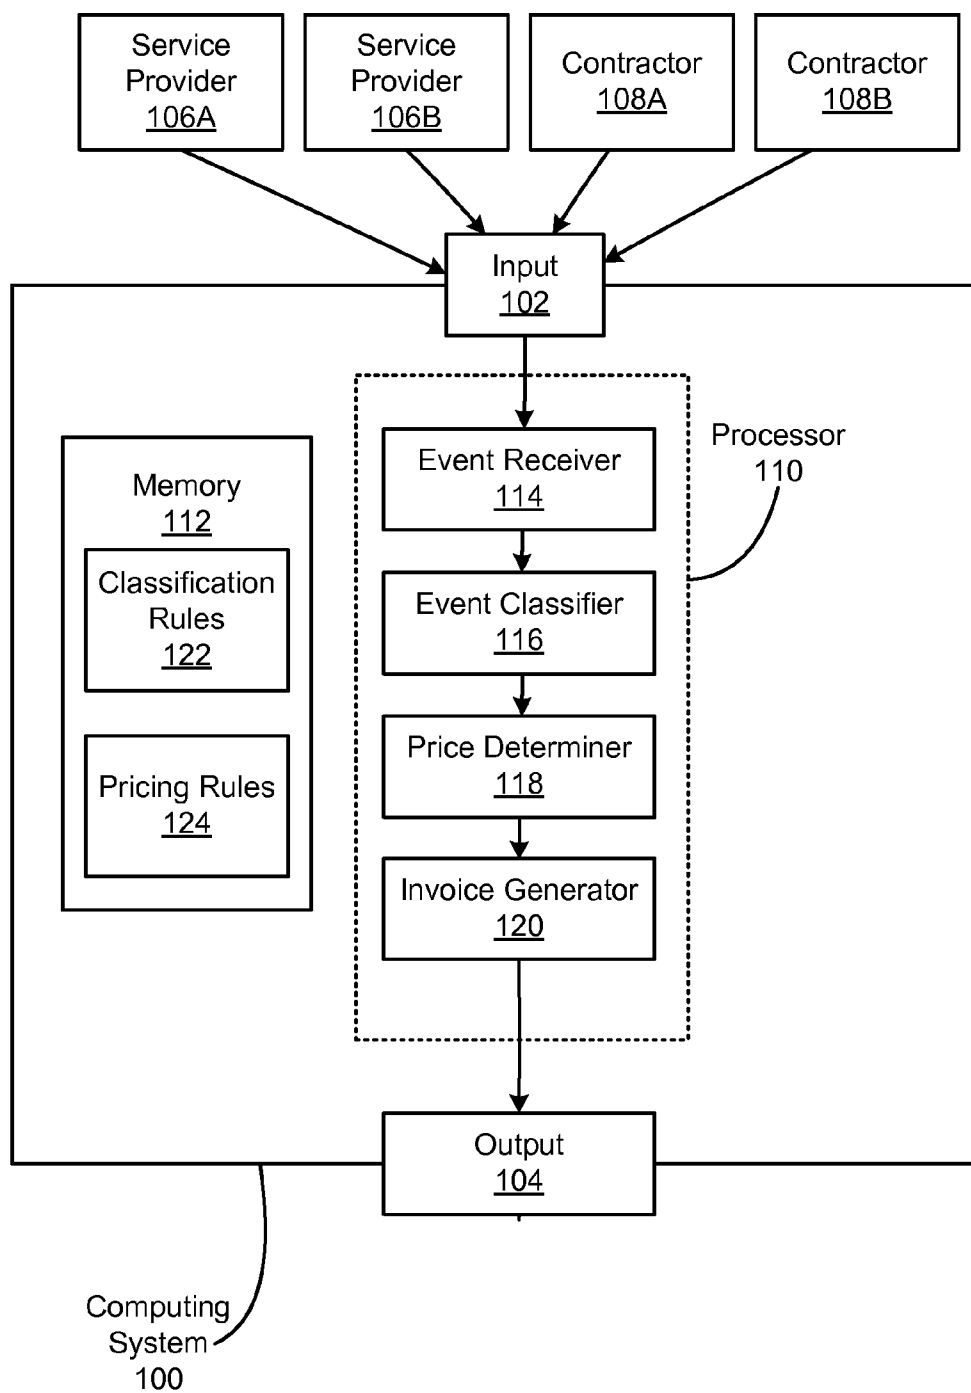 Service
Provider
106A
Service
Provider
106B
Contractor
108A
Contractor
108B
Input
102
Processor
110
Event Receiver
114
Memory
112
Classification
Rules
122
Event Classifier
116
Price Determiner
118
Pricing Rules
124
Invoice Generator
120
Output
104
Computing
System
100